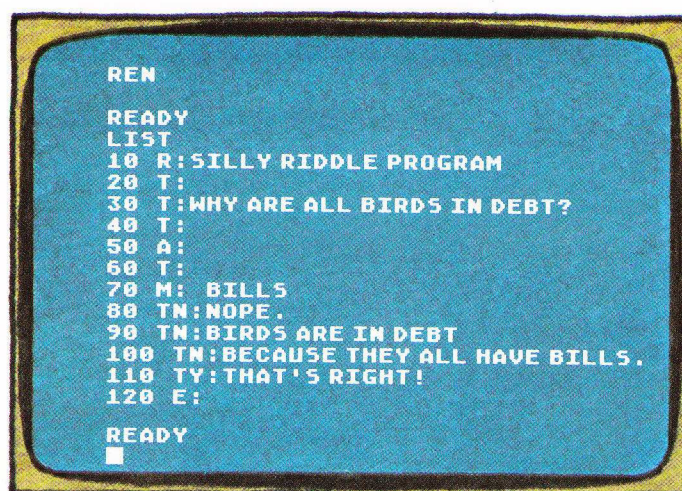 REN
READY
LIST
10 R:SILLY RIDDLE PROGRAM
20 T:
30 T:WHY ARE ALL BIRDS IN DEBT?
40 T:
50 A:
60 T:
70 M: BILLS
80 TN:NOPE.
90 TN:BIRDS ARE IN DEBT
100 TN:BECAUSE THEY ALL HAVE BILLS.
110 TY:THAT'S RIGHT!
120 E:
READY